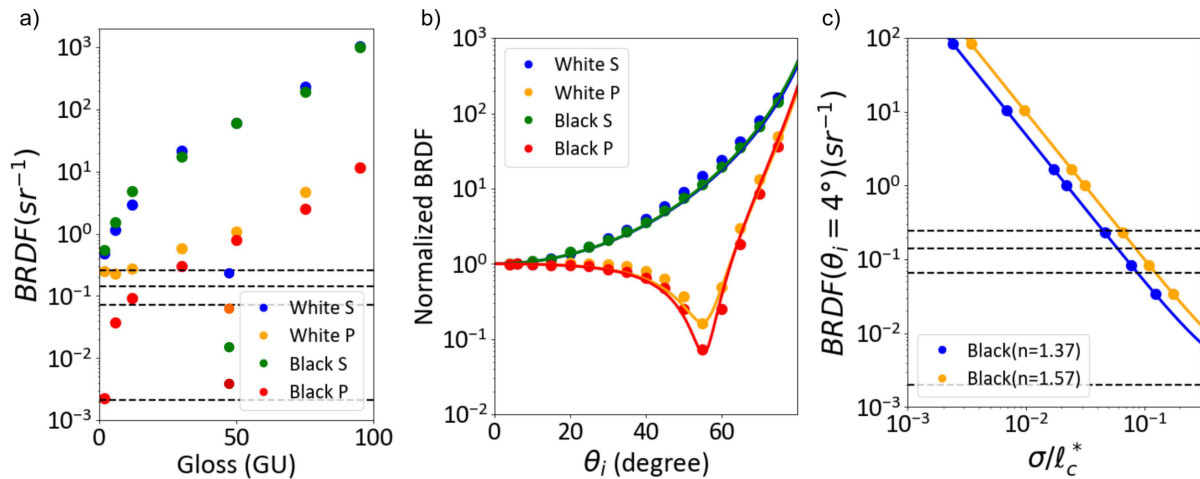 a)
10³
10²
10¹
10⁰
10⁻¹
10⁻²
10⁻³
BRDF(sr⁻¹)
0
50
100
Gloss (GU)
White S
White P
Black S
Black P
b)
10³
10²
10¹
10⁰
10⁻¹
10⁻²
Normalized BRDF
0
20
40
60
θᵢ (degree)
White S
White P
Black S
Black P
c)
10²
10¹
10⁰
10⁻¹
10⁻²
10⁻³
BRDF(θᵢ = 4°)(sr⁻¹)
10⁻³
10⁻²
10⁻¹
σ/ℓ꜀*
Black(n=1.37)
Black(n=1.57)